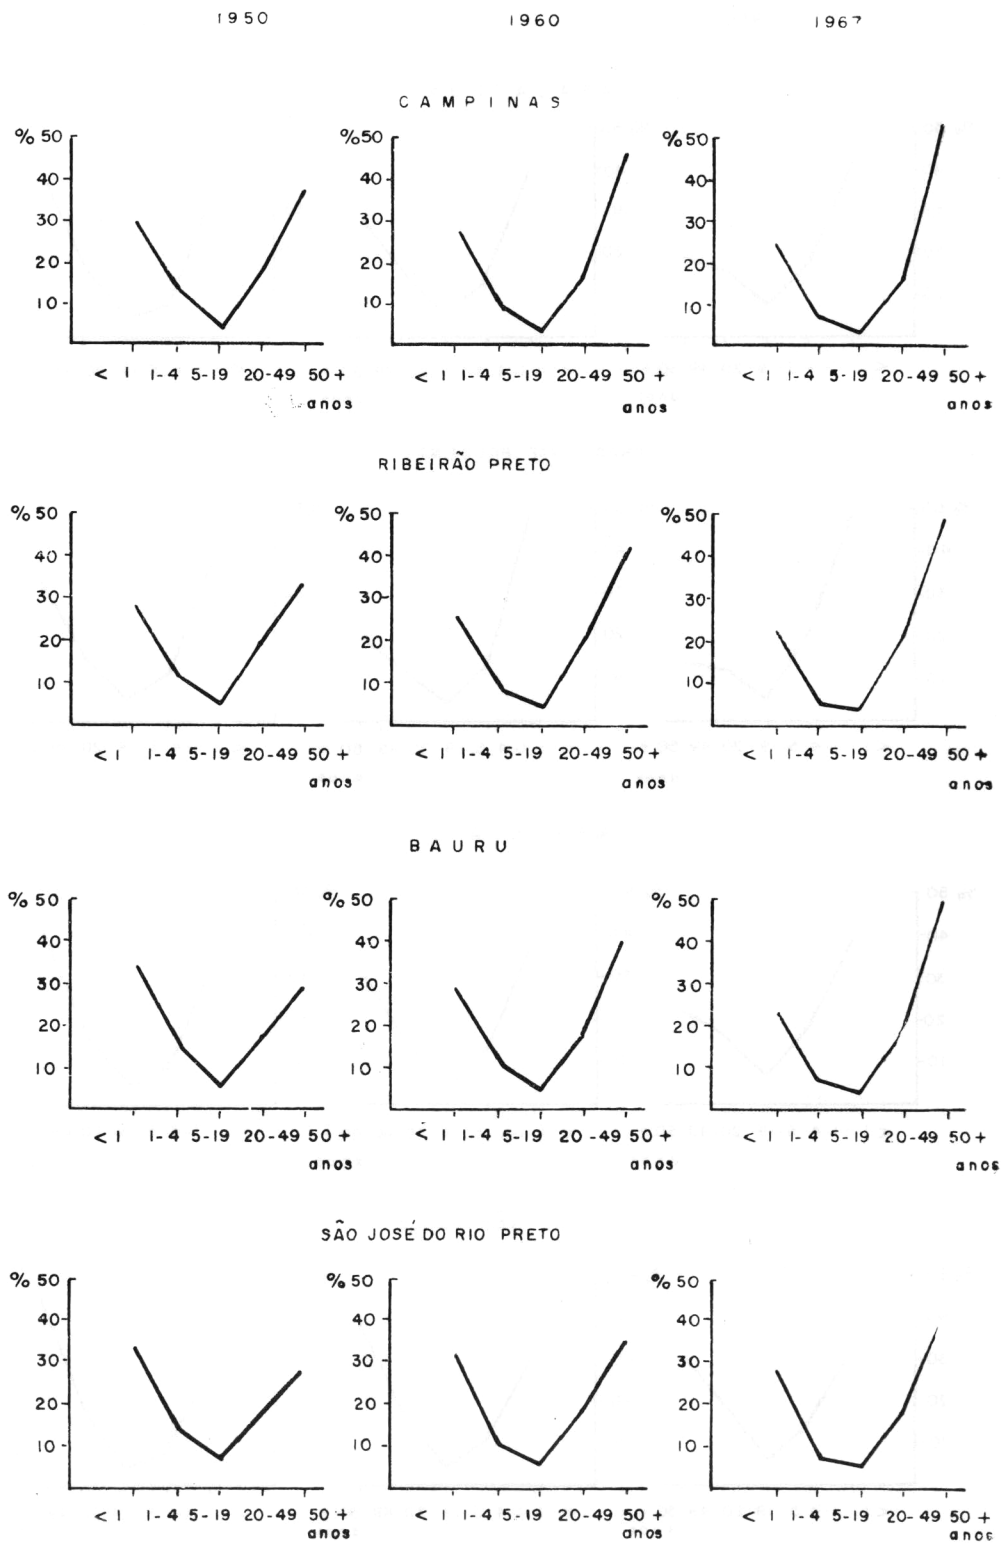 1950 1960 1967
CAMPINAS
% 50 %50 %50
40 40 40
30 30 30
20 20 20
10 10 10
< 1 1-4 5-19 20-49 50+ < 1 1-4 5-19 20-49 50+ < 1 1-4 5-19 20-49 50+
anos anos anos
RIBEIRÃO PRETO
% 50 % 50 % 50
40 40 40
30 30 30
20 20 20
10 10 10
< 1 1-4 5-19 20-49 50+ < 1 1-4 5-19 20-49 50+ < 1 1-4 5-19 20-49 50+
anos anos anos
BAURU
% 50 % 50 % 50
40 40 40
30 30 30
20 20 20
10 10 10
< 1 1-4 5-19 20-49 50+ < 1 1-4 5-19 20-49 50+ < 1 1-4 5-19 20-49 50+
anos anos anos
SÃO JOSÉ DO RIO PRETO
% 50 % 50 % 50
40 40 40
30 30 30
20 20 20
10 10 10
< 1 1-4 5-19 20-49 50+ < 1 1-4 5-19 20-49 50+ < 1 1-4 5-19 20-49 50+
anos anos anos